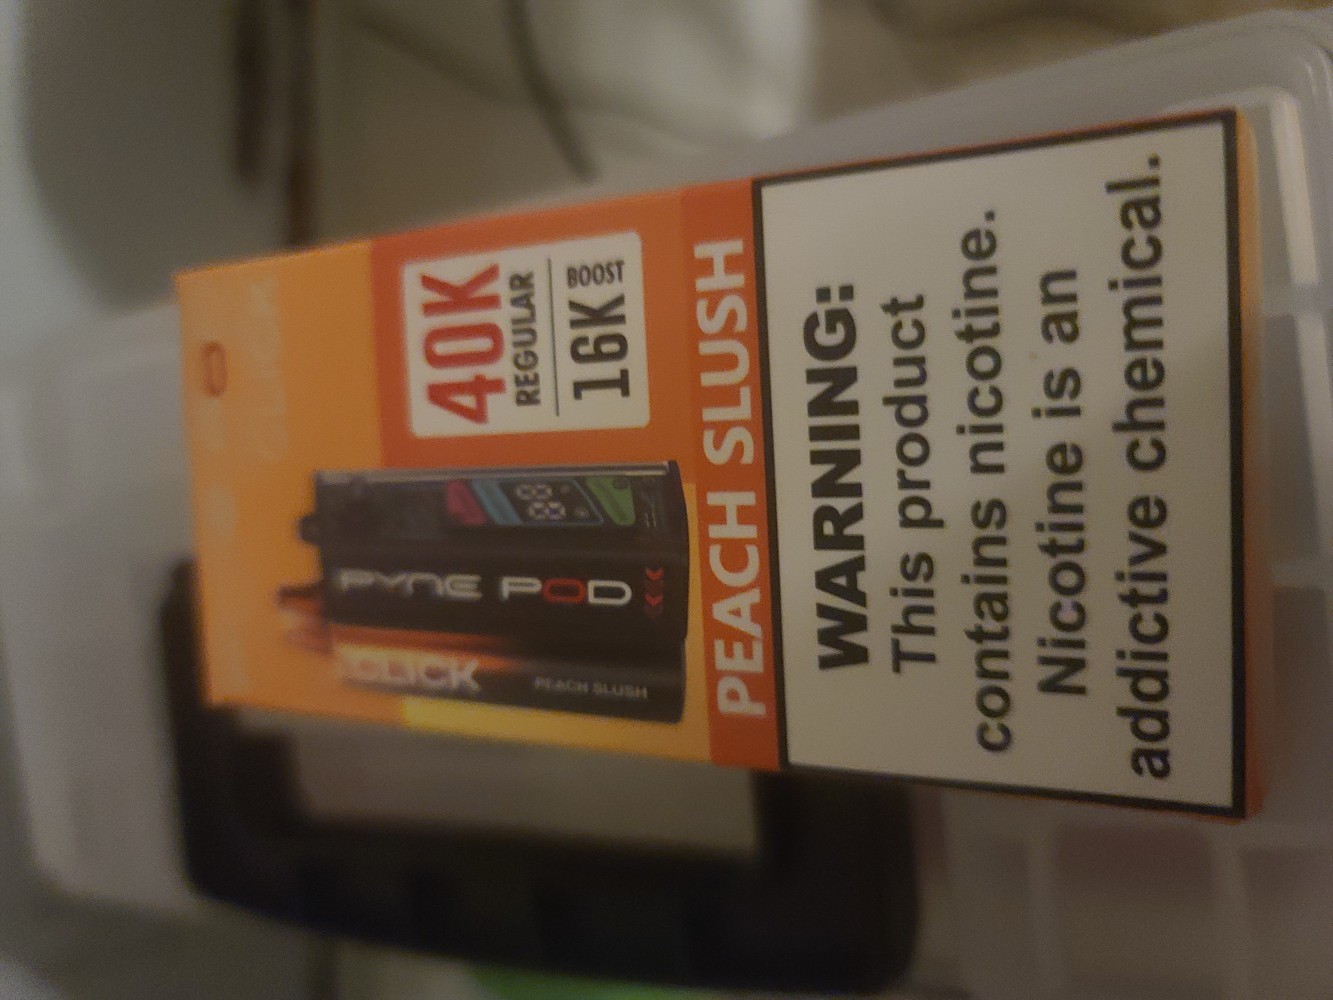 40K
REGULAR
16K BOOST
PYNE POD
CLICK
PEACH SLUSH
PEACH SLUSH
WARNING:
This product
contains nicotine.
Nicotine is an
addictive chemical.